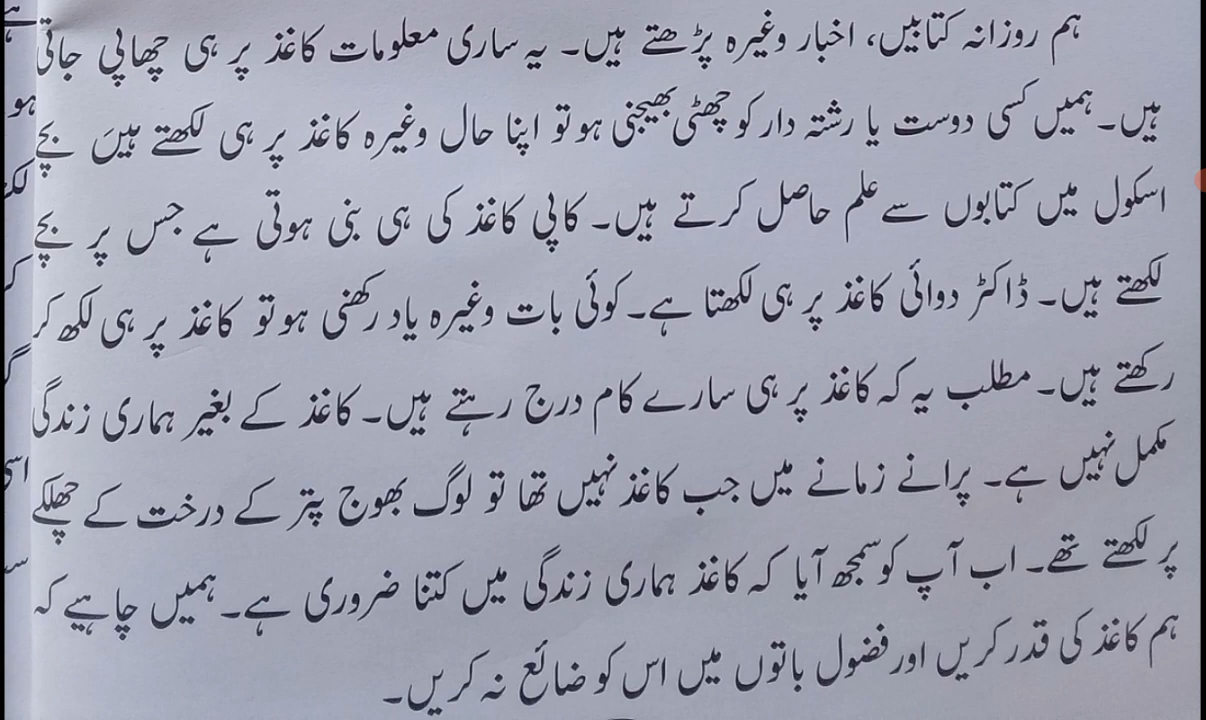 ہم روزانہ کتابیں، اخبار وغیرہ پڑھتے ہیں۔ یہ ساری معلومات کاغذ پر ہی چھاپی جاتی
ہیں۔ ہمیں کسی دوست یا رشتہ دار کو چھٹی بھیجنی ہو تو اپنا حال وغیرہ کاغذ پر ہی لکھتے ہیںَ بچے
اسکول میں کتابوں سے علم حاصل کرتے ہیں۔ کاپی کاغذ کی ہی بنی ہوتی ہے جس پر بچے
لکھتے ہیں۔ ڈاکٹر دوائی کاغذ پر ہی لکھتا ہے۔ کوئی بات وغیرہ یاد رکھنی ہو تو کاغذ پر ہی لکھ کر
رکھتے ہیں۔ مطلب یہ کہ کاغذ پر ہی سارے کام درج رہتے ہیں۔ کاغذ کے بغیر ہماری زندگی
مکمل نہیں ہے۔ پرانے زمانے میں جب کاغذ نہیں تھا تو لوگ بھوج پتر کے درخت کے چھلکے
پر لکھتے تھے۔ اب آپ کو سمجھ آیا کہ کاغذ ہماری زندگی میں کتنا ضروری ہے۔ ہمیں چاہیے کہ
ہم کاغذ کی قدر کریں اور فضول باتوں میں اس کو ضائع نہ کریں۔